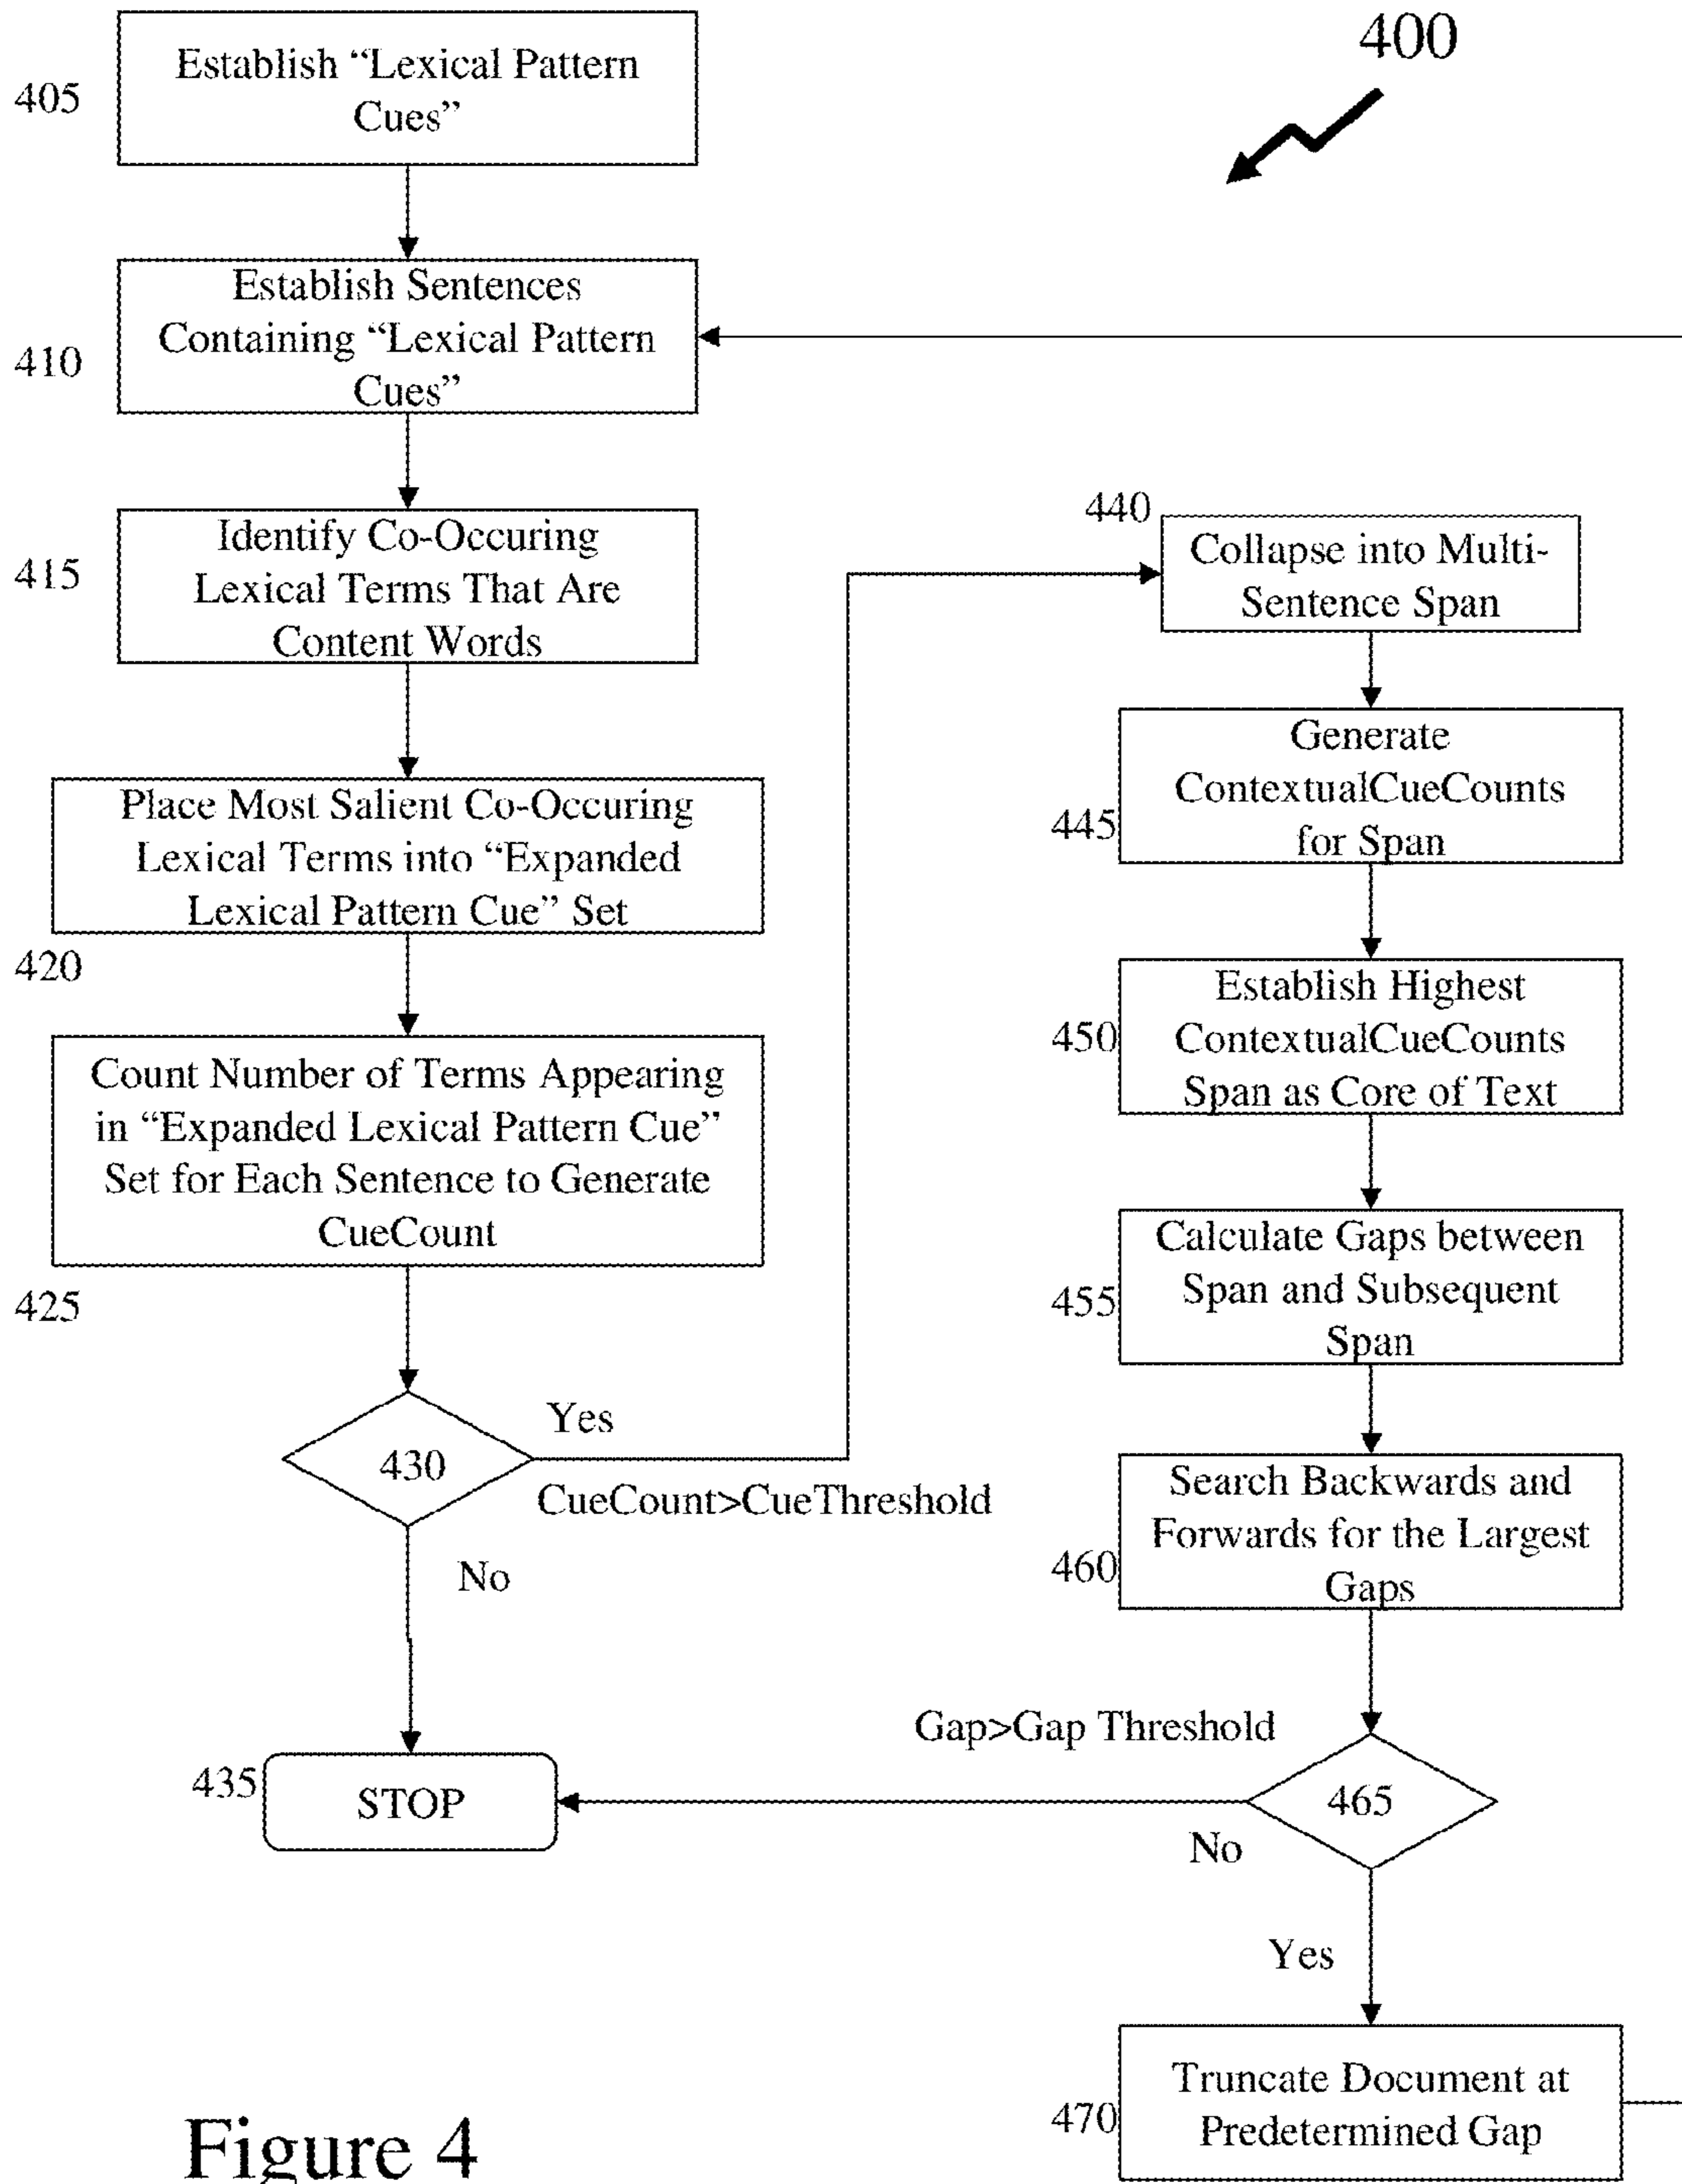 400
405
Establish “Lexical Pattern
Cues”
410
Establish Sentences
Containing “Lexical Pattern
Cues”
415
Identify Co-Occuring
Lexical Terms That Are
Content Words
Place Most Salient Co-Occuring
Lexical Terms into “Expanded
Lexical Pattern Cue” Set
420
Count Number of Terms Appearing
in “Expanded Lexical Pattern Cue”
Set for Each Sentence to Generate
CueCount
425
430
Yes
CueCount>CueThreshold
No
435
STOP
440
Collapse into Multi-
Sentence Span
445
Generate
ContextualCueCounts
for Span
450
Establish Highest
ContextualCueCounts
Span as Core of Text
455
Calculate Gaps between
Span and Subsequent
Span
460
Search Backwards and
Forwards for the Largest
Gaps
Gap>Gap Threshold
465
No
Yes
470
Truncate Document at
Predetermined Gap
Figure 4